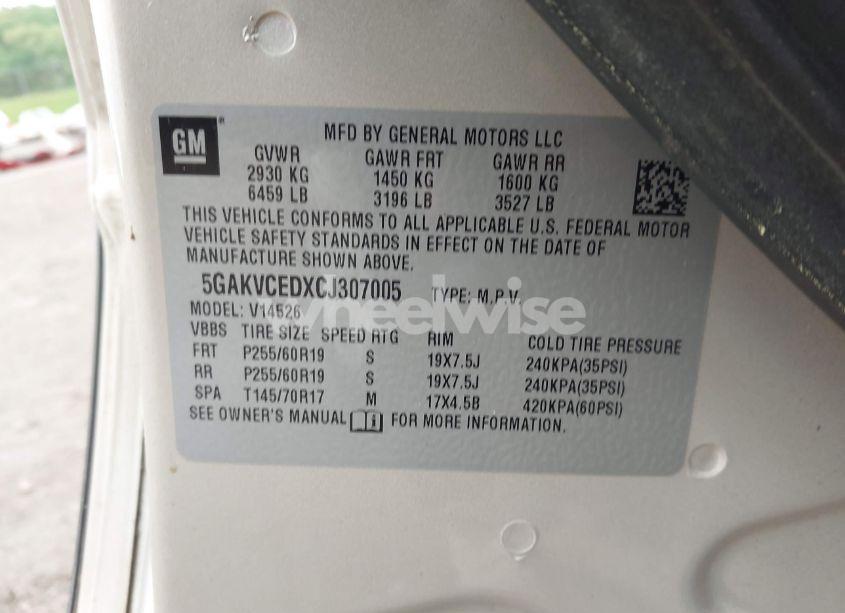 GM
MFD BY GENERAL MOTORS LLC
GVWR GAWR FRT GAWR RR
2930 KG 1450 KG 1600 KG
6459 LB 3196 LB 3527 LB
THIS VEHICLE CONFORMS TO ALL APPLICABLE U.S. FEDERAL MOTOR
VEHICLE SAFETY STANDARDS IN EFFECT ON THE DATE OF
MANUFACTURE SHOWN ABOVE.
5GAKVCEDXCJ307005 TYPE: M.P.V.
MODEL: V14526
wheelwise
VBBS TIRE SIZE SPEED RTG RIM COLD TIRE PRESSURE
FRT P255/60R19 S 19X7.5J 240KPA(35PSI)
RR P255/60R19 S 19X7.5J 240KPA(35PSI)
SPA T145/70R17 M 17X4.5B 420KPA(60PSI)
SEE OWNER'S MANUAL i FOR MORE INFORMATION.